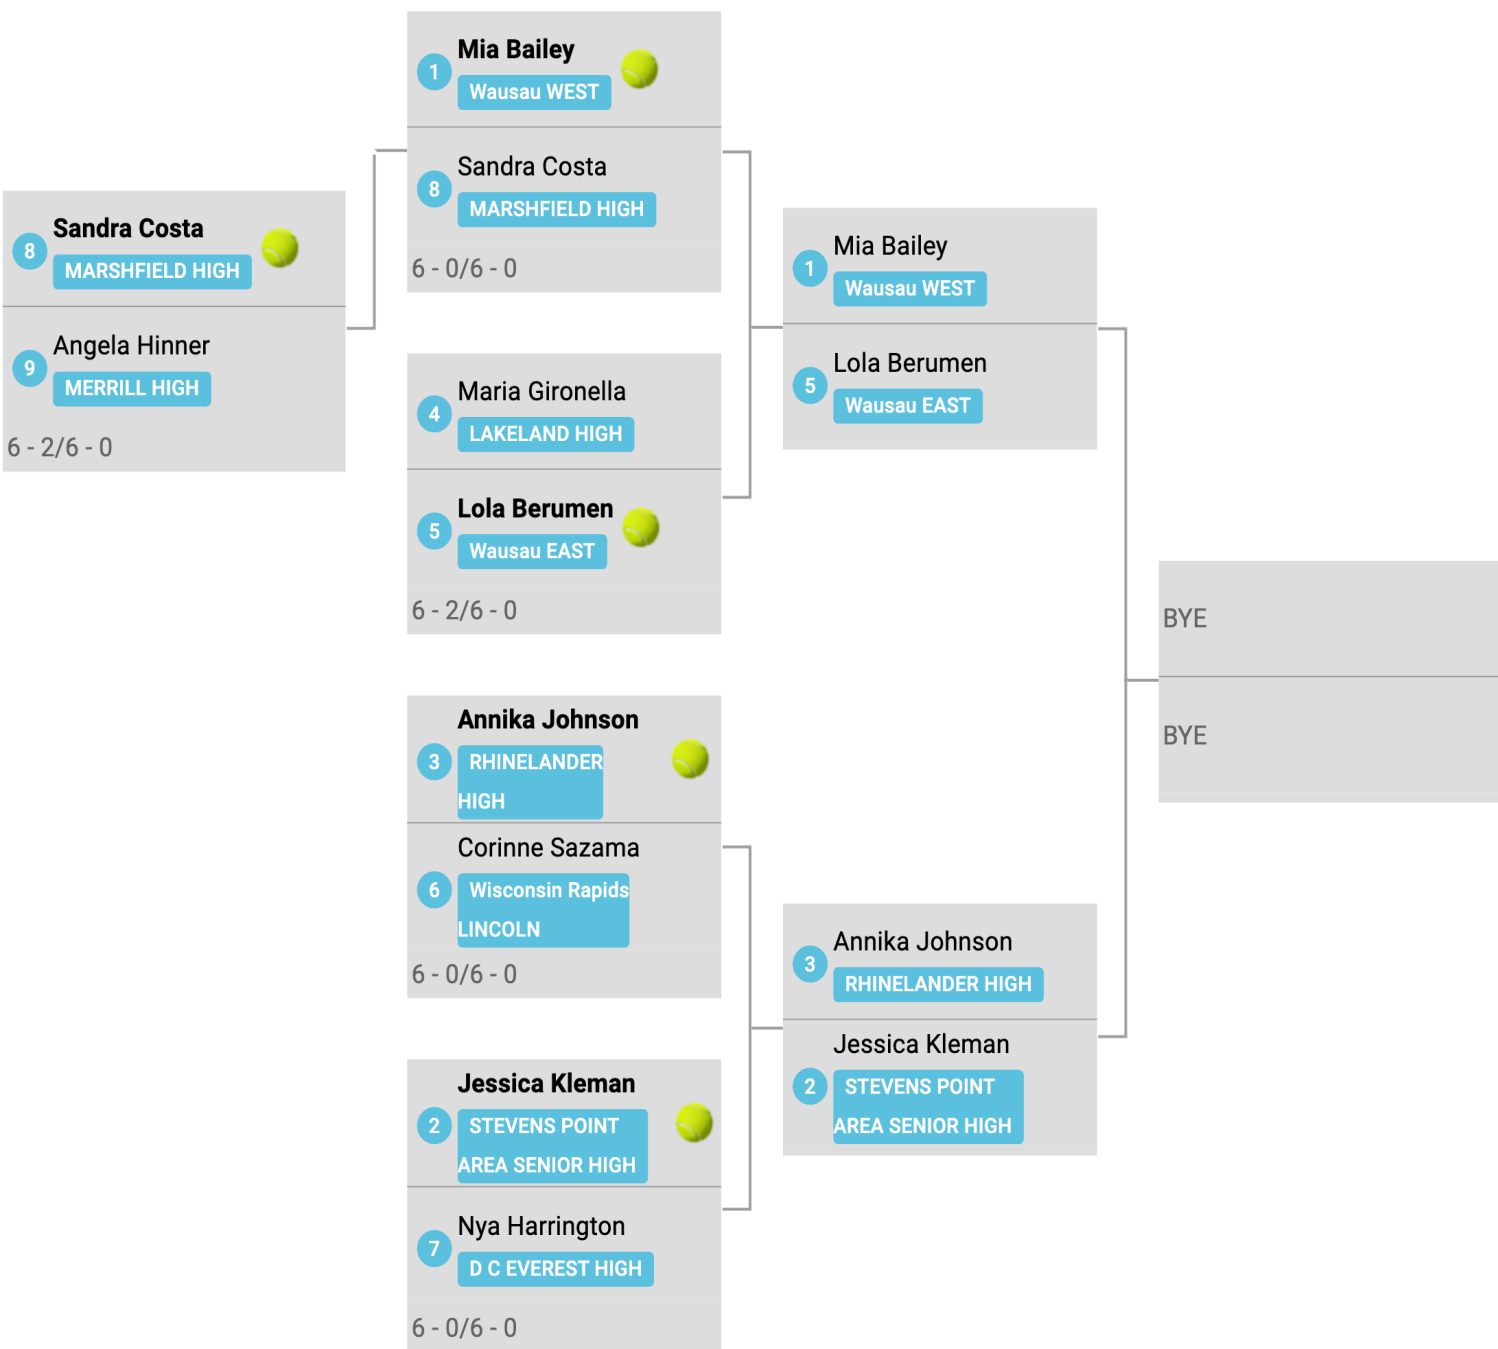 8
Sandra Costa
MARSHFIELD HIGH
9
Angela Hinner
MERRILL HIGH
6 - 2/6 - 0
1
Mia Bailey
Wausau WEST
8
Sandra Costa
MARSHFIELD HIGH
6 - 0/6 - 0
4
Maria Gironella
LAKELAND HIGH
5
Lola Berumen
Wausau EAST
6 - 2/6 - 0
3
Annika Johnson
RHINELANDER
HIGH
6
Corinne Sazama
Wisconsin Rapids
LINCOLN
6 - 0/6 - 0
2
Jessica Kleman
STEVENS POINT
AREA SENIOR HIGH
7
Nya Harrington
D C EVEREST HIGH
6 - 0/6 - 0
1
Mia Bailey
Wausau WEST
5
Lola Berumen
Wausau EAST
3
Annika Johnson
RHINELANDER HIGH
2
Jessica Kleman
STEVENS POINT
AREA SENIOR HIGH
BYE
BYE